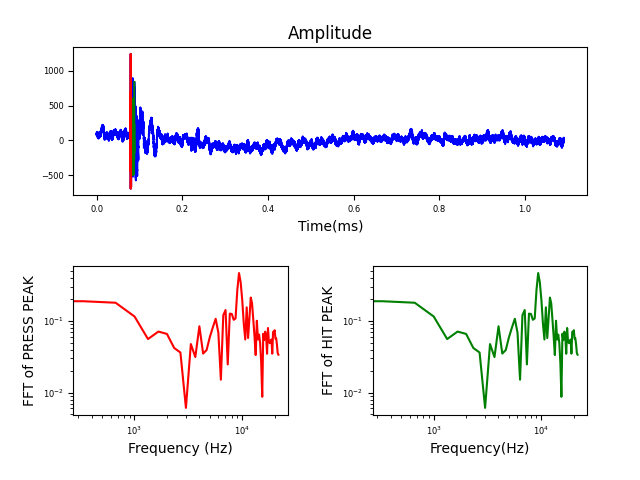 Amplitude
1000
500
0
−500
0.0 0.2 0.4 0.6 0.8 1.0
Time(ms)
FFT of PRESS PEAK
10⁻¹
10⁻²
10³ 10⁴
Frequency (Hz)
FFT of HIT PEAK
10⁻¹
10⁻²
10³ 10⁴
Frequency(Hz)